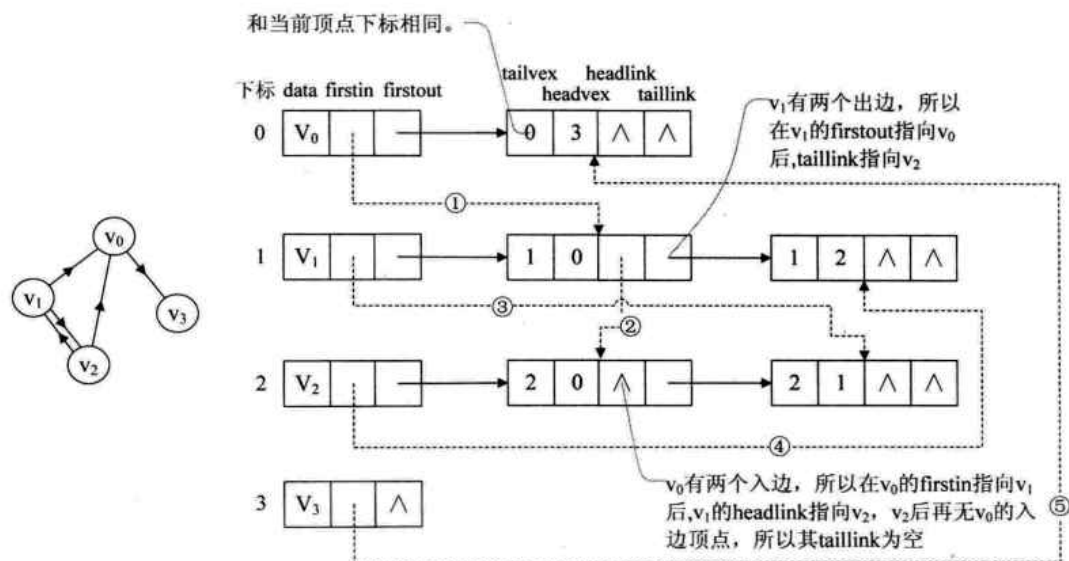 和当前顶点下标相同。
tailvex headlink
headvex taillink
下标 data firstin firstout
0 V₀ 0 3 ∧ ∧
v₁有两个出边，所以
在v₁的firstout指向v₀
后,taillink指向v₂
①
1 V₁ 1 0 1 2 ∧ ∧
③
②
2 V₂ 2 0 ∧ 2 1 ∧ ∧
④
v₀
v₁
v₂
v₃
3 V₃ ∧
v₀有两个入边，所以在v₀的firstin指向v₁
后,v₁的headlink指向v₂，v₂后再无v₀的入
边顶点，所以其taillink为空
⑤